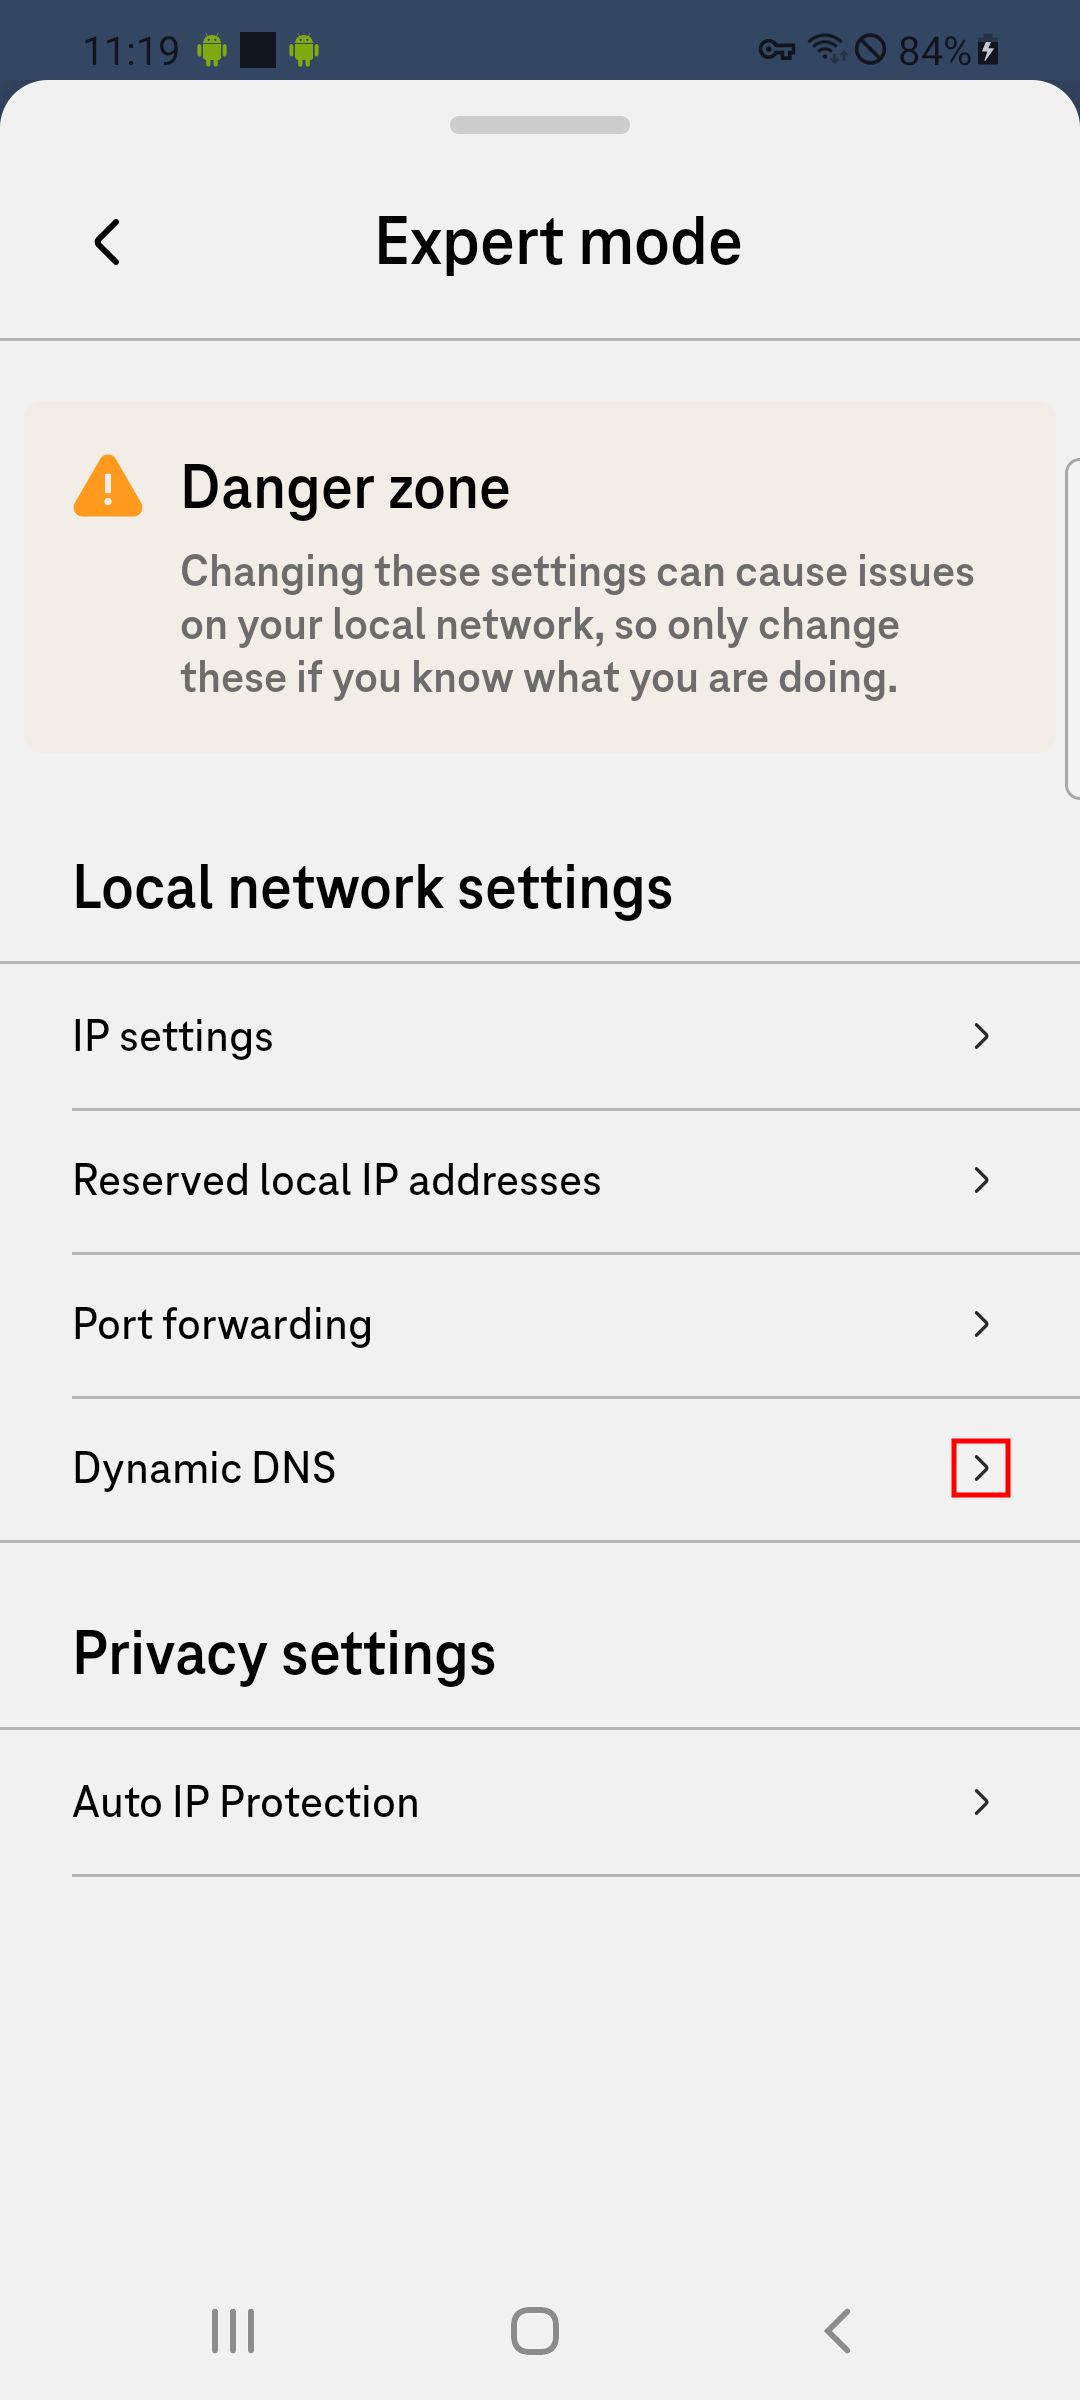 11:19
84%
Expert mode
Danger zone
Changing these settings can cause issues
on your local network, so only change
these if you know what you are doing.
Local network settings
IP settings
Reserved local IP addresses
Port forwarding
Dynamic DNS
Privacy settings
Auto IP Protection